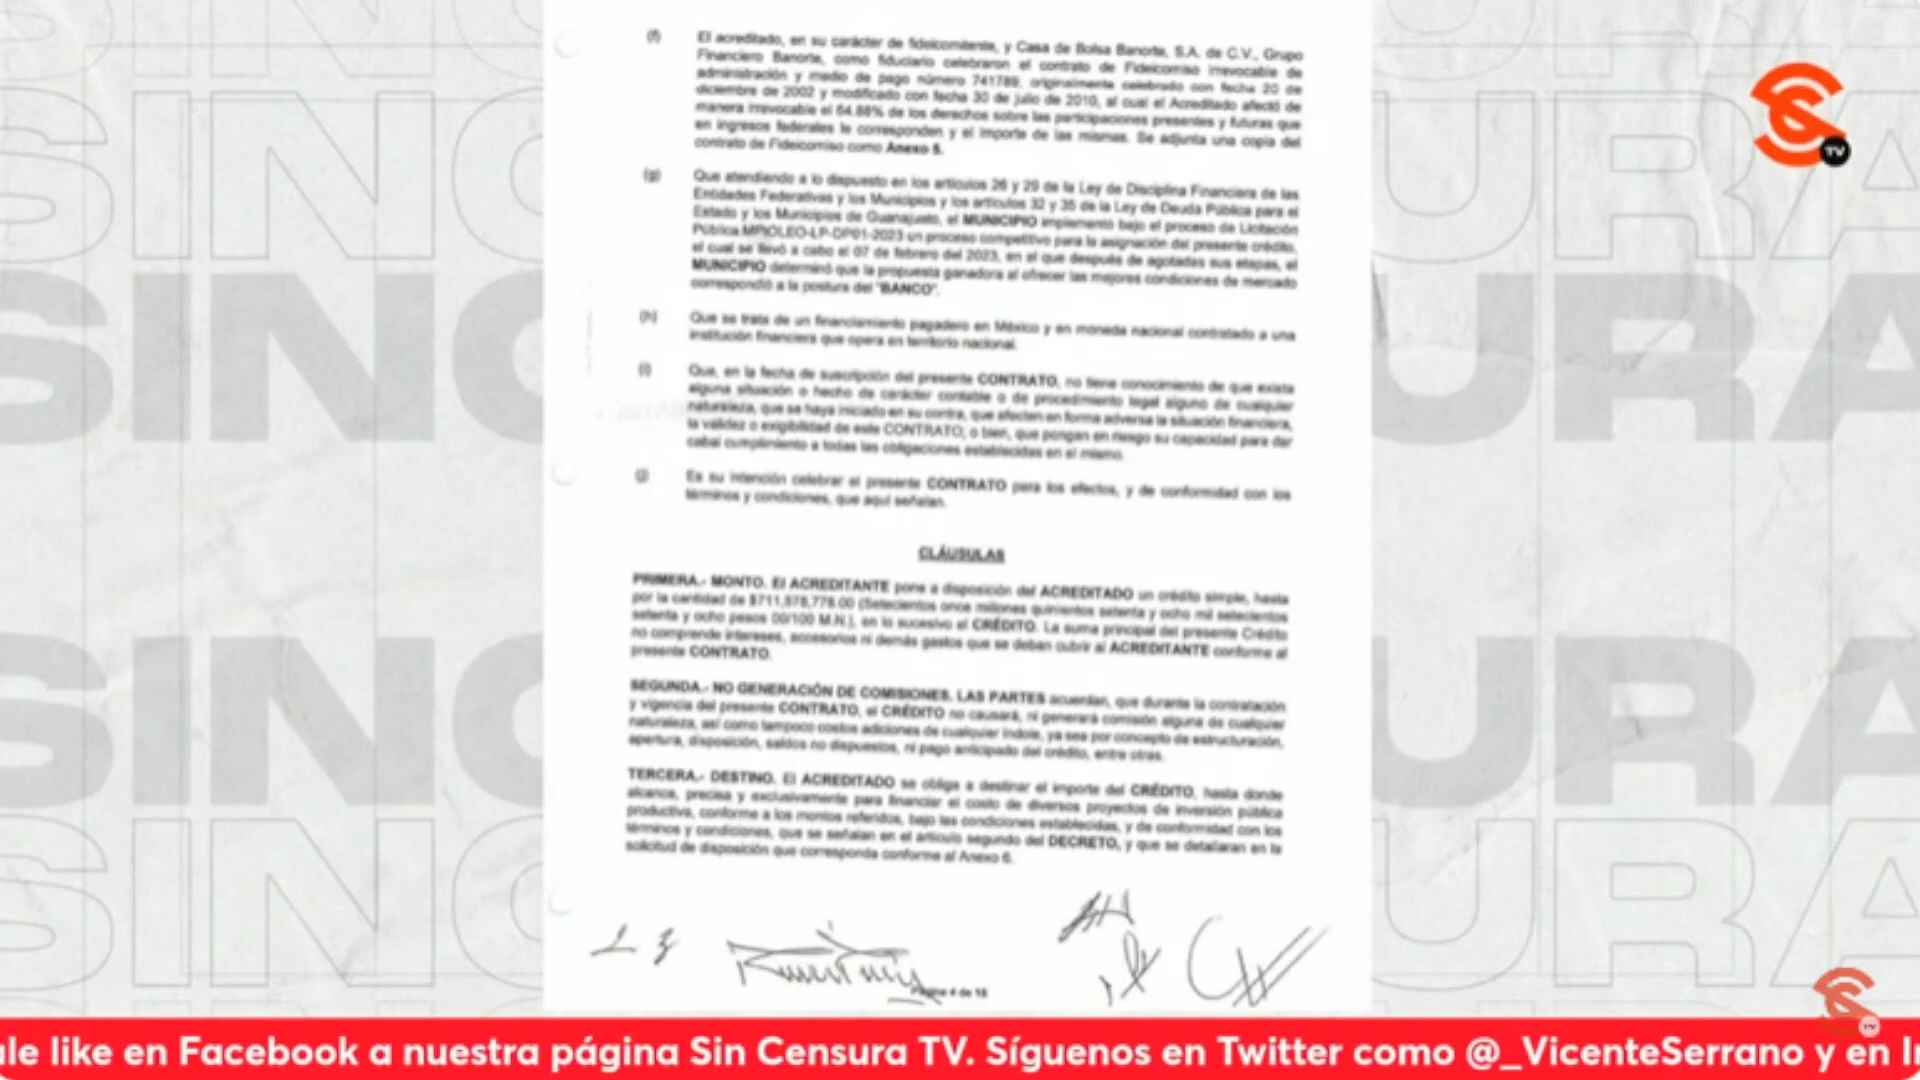 (f) El acreditado, en su carácter de fideicomitente, y Casa de Bolsa Banorte, S.A. de C.V., Grupo
Financiero Banorte, como fiduciario celebraron el contrato de Fideicomiso irrevocable de
administración y medio de pago número 741789, originalmente celebrado con fecha 20 de
diciembre de 2002 y modificado con fecha 30 de julio de 2010, al cual el Acreditado afectó de
manera irrevocable el 64.88% de los derechos sobre las participaciones presentes y futuras que
en ingresos federales le corresponden y el importe de las mismas. Se adjunta una copia del
contrato de Fideicomiso como Anexo 5.
(g) Que atendiendo a lo dispuesto en los artículos 26 y 29 de la Ley de Disciplina Financiera de las
Entidades Federativas y los Municipios y los artículos 32 y 35 de la Ley de Deuda Pública para el
Estado y los Municipios de Guanajuato, el MUNICIPIO implementó bajo el proceso de Licitación
Pública MPIOLEO-LP-DP01-2023 un proceso competitivo para la asignación del presente crédito,
el cual se llevó a cabo el 07 de febrero del 2023, en el que después de agotadas sus etapas, el
MUNICIPIO determinó que la propuesta ganadora al ofrecer las mejores condiciones de mercado
correspondió a la postura del "BANCO".
(h) Que se trata de un financiamiento pagadero en México y en moneda nacional contratado a una
institución financiera que opera en territorio nacional.
(i) Que, en la fecha de suscripción del presente CONTRATO, no tiene conocimiento de que exista
alguna situación o hecho de carácter contable o de procedimiento legal alguno de cualquier
naturaleza, que se haya iniciado en su contra, que afecten en forma adversa la situación financiera,
la validez o exigibilidad de este CONTRATO; o bien, que pongan en riesgo su capacidad para dar
cabal cumplimiento a todas las obligaciones establecidas en el mismo.
(j) Es su intención celebrar el presente CONTRATO para los efectos, y de conformidad con los
términos y condiciones, que aquí señalan.
CLÁUSULAS
PRIMERA.- MONTO. El ACREDITANTE pone a disposición del ACREDITADO un crédito simple, hasta
por la cantidad de $711,578,778.00 (Setecientos once millones quinientos setenta y ocho mil setecientos
setenta y ocho pesos 00/100 M.N.), en lo sucesivo el CRÉDITO. La suma principal del presente Crédito
no comprende intereses, accesorios ni demás gastos que se deban cubrir al ACREDITANTE conforme al
presente CONTRATO.
SEGUNDA.- NO GENERACIÓN DE COMISIONES. LAS PARTES acuerdan, que durante la contratación
y vigencia del presente CONTRATO, el CRÉDITO no causará, ni generará comisión alguna de cualquier
naturaleza, así como tampoco costos adiciones de cualquier índole, ya sea por concepto de estructuración,
apertura, disposición, saldos no dispuestos, ni pago anticipado del crédito, entre otras.
TERCERA.- DESTINO. El ACREDITADO se obliga a destinar el importe del CRÉDITO, hasta donde
alcance, precisa y exclusivamente para financiar el costo de diversos proyectos de inversión pública
productiva, conforme a los montos referidos, bajo las condiciones establecidas, y de conformidad con los
términos y condiciones, que se señalan en el artículo segundo del DECRETO, y que se detallaran en la
solicitud de disposición que corresponda conforme al Anexo 6.
Página 4 de 15
TV
TV
ale like en Facebook a nuestra página Sin Censura TV. Síguenos en Twitter como @_VicenteSerrano y en I